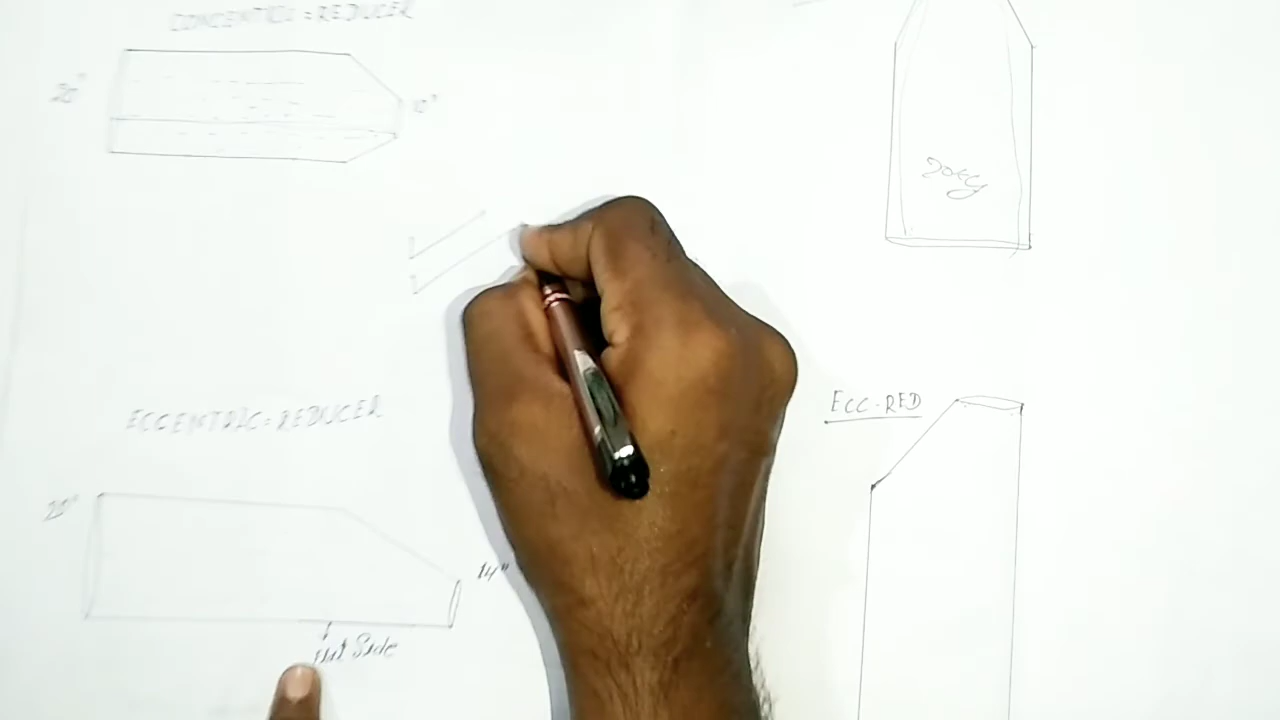 CONCENTRIC = REDUCER
20"
10"
20kg
ECCENTRIC = REDUCER
ECC-RED
20"
14"
flat Side